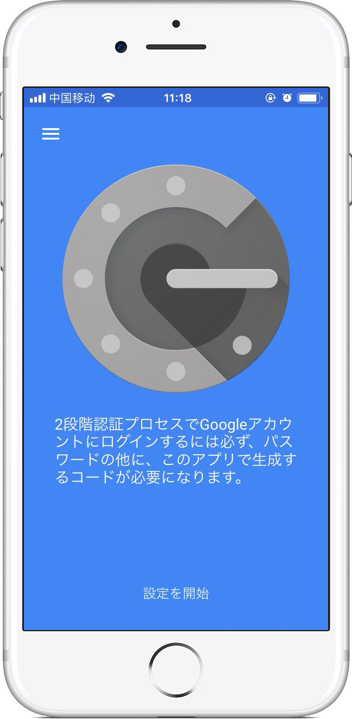 中国移动 11:18
2段階認証プロセスでGoogleアカウ
ントにログインするには必ず、パス
ワードの他に、このアプリで生成す
るコードが必要になります。
設定を開始